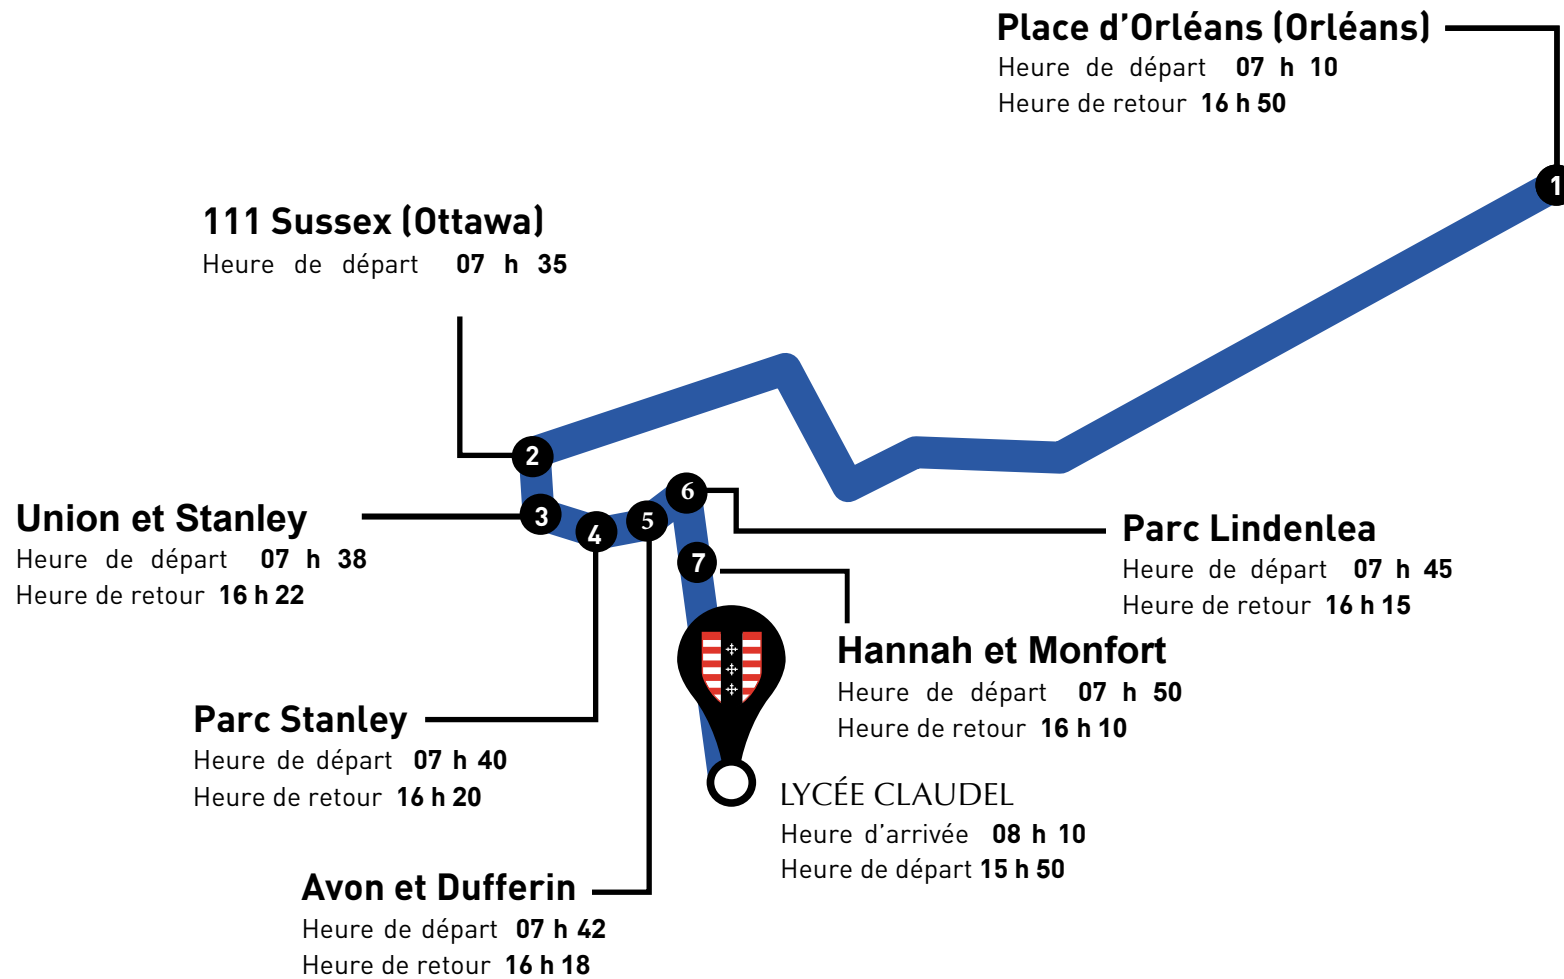 Place d’Orléans (Orléans)
Heure de départ 07 h 10
Heure de retour 16 h 50
1
111 Sussex (Ottawa)
Heure de départ 07 h 35
2
Union et Stanley
Heure de départ 07 h 38
Heure de retour 16 h 22
3
4
5
6
7
Parc Lindenlea
Heure de départ 07 h 45
Heure de retour 16 h 15
Hannah et Monfort
Heure de départ 07 h 50
Heure de retour 16 h 10
Parc Stanley
Heure de départ 07 h 40
Heure de retour 16 h 20
LYCÉE CLAUDEL
Heure d’arrivée 08 h 10
Heure de départ 15 h 50
Avon et Dufferin
Heure de départ 07 h 42
Heure de retour 16 h 18